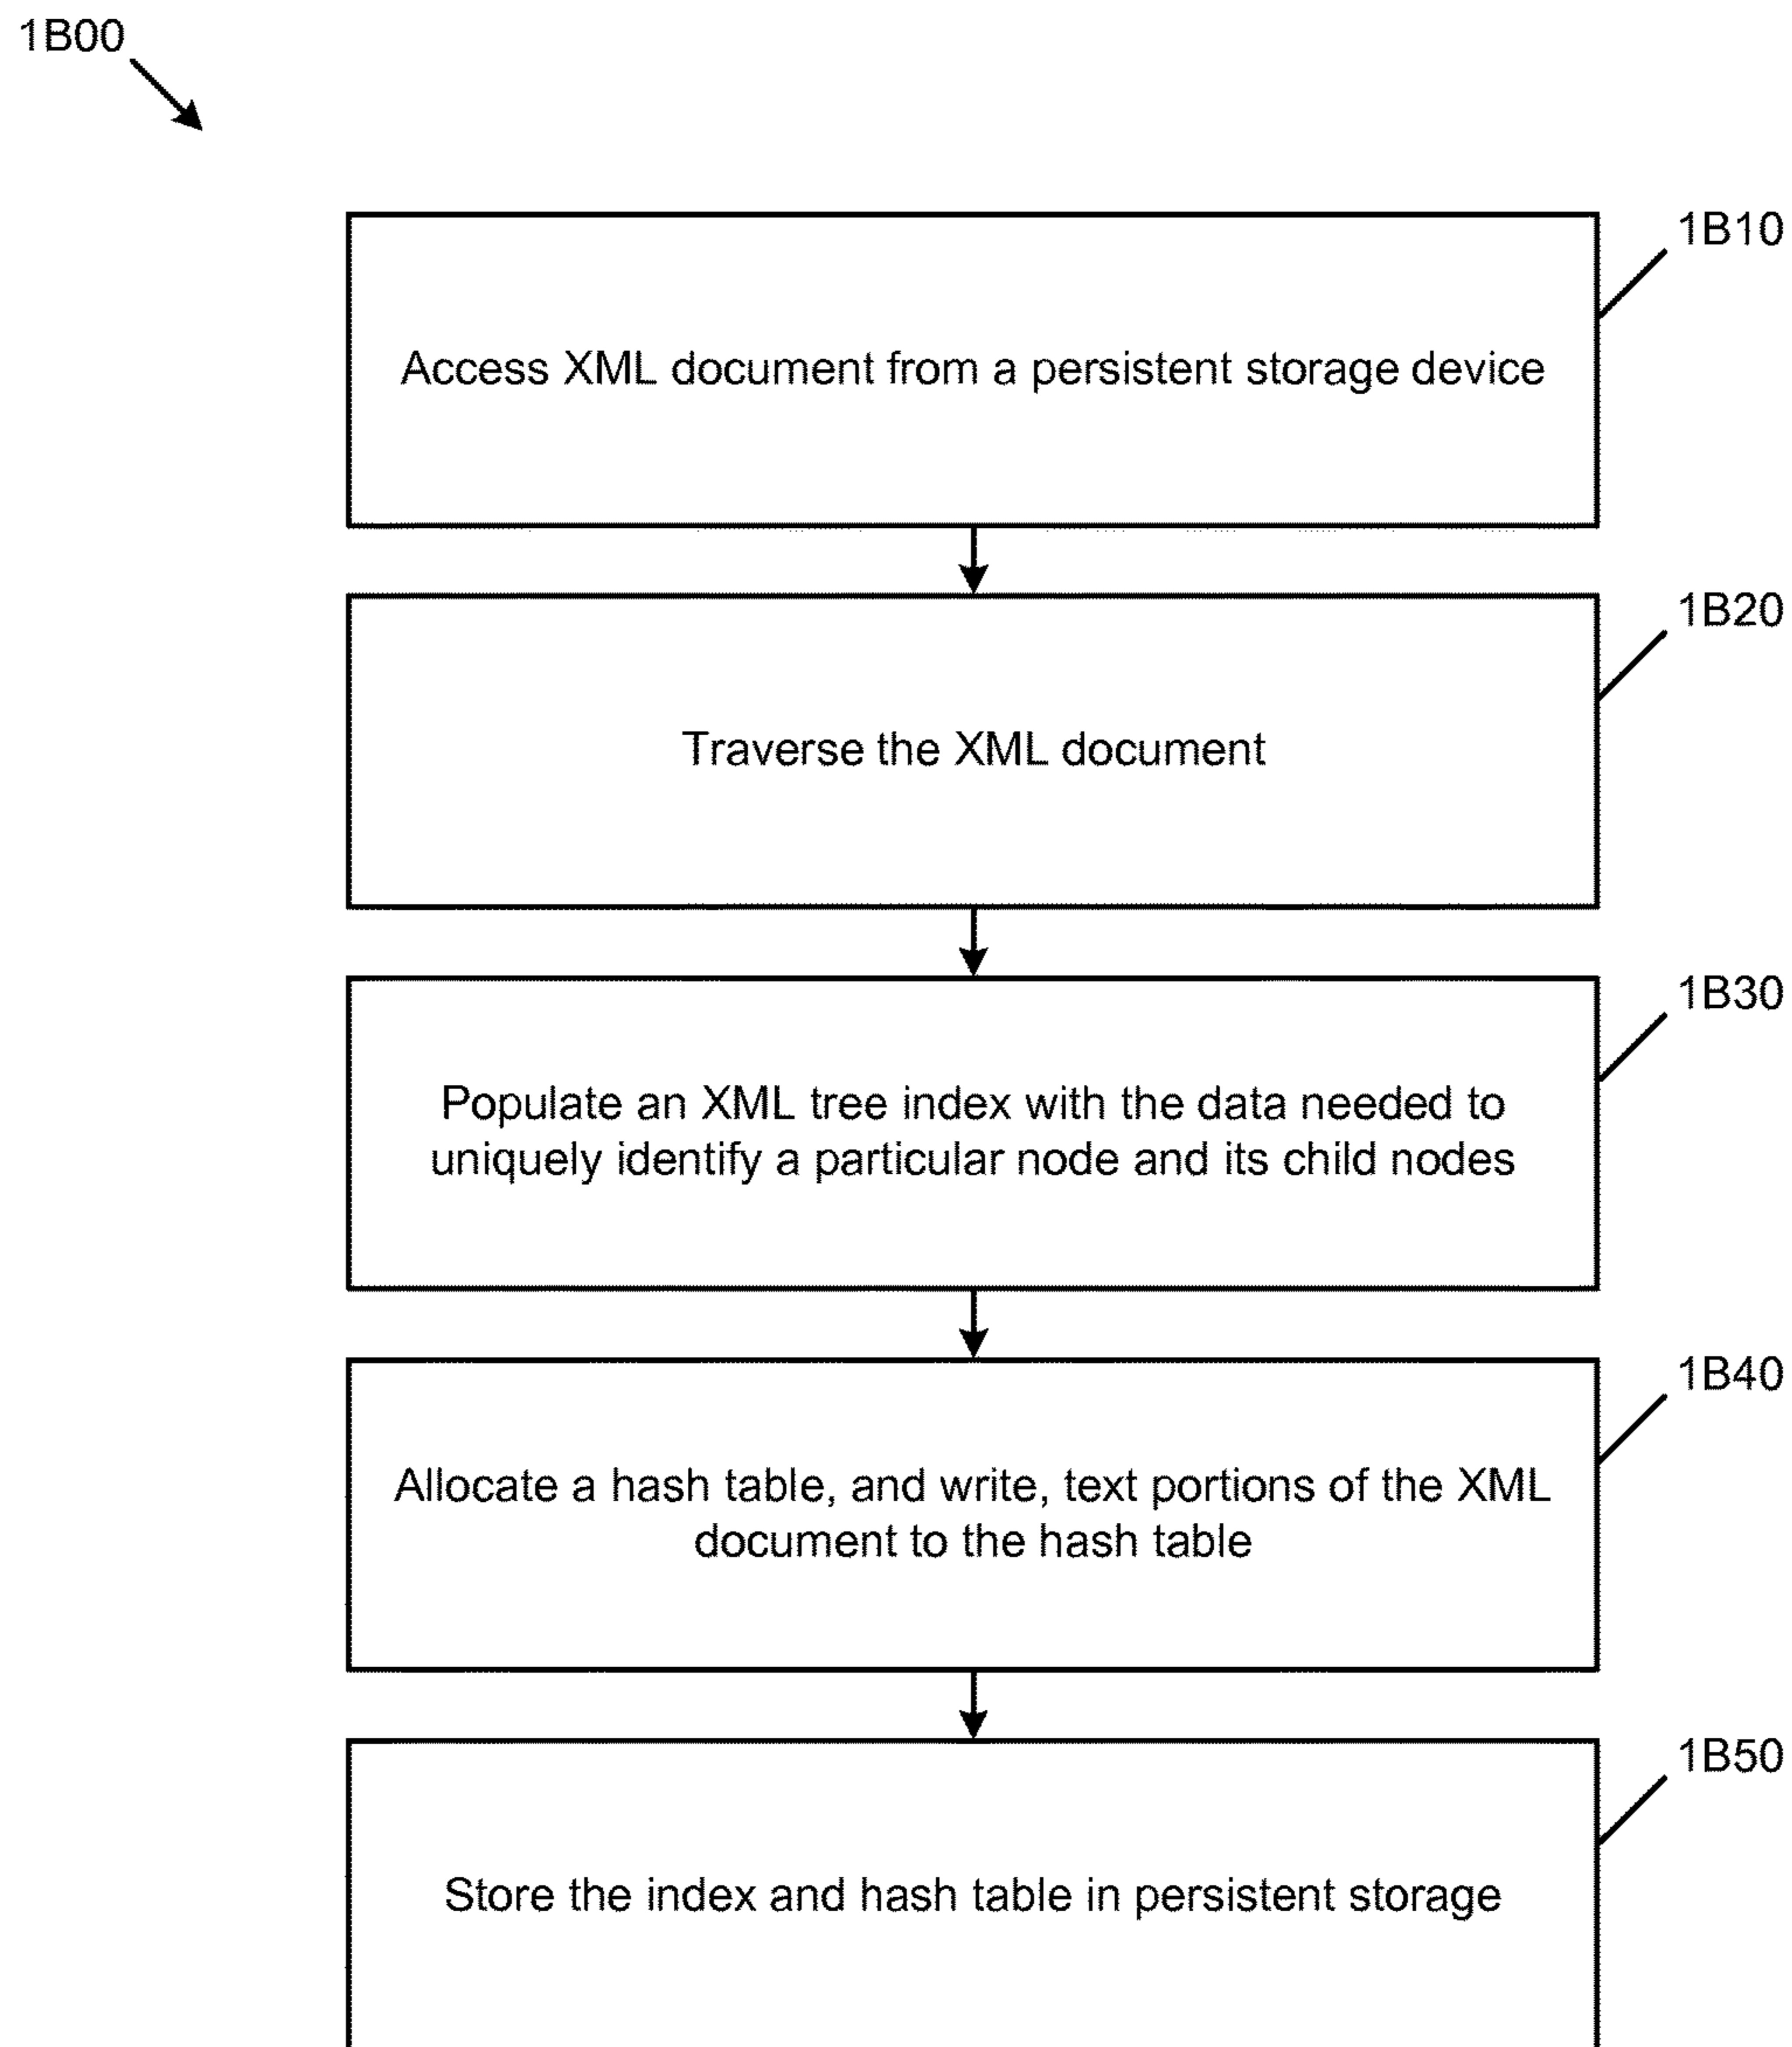 1B00
1B10
Access XML document from a persistent storage device
1B20
Traverse the XML document
1B30
Populate an XML tree index with the data needed to
uniquely identify a particular node and its child nodes
1B40
Allocate a hash table, and write, text portions of the XML
document to the hash table
1B50
Store the index and hash table in persistent storage